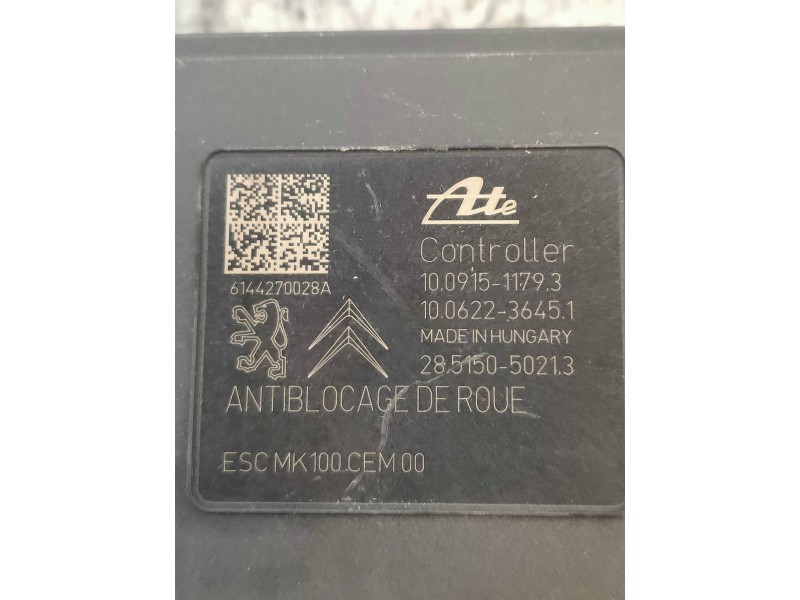 Ate
Controller
10.0915-1179.3
6144270028A
10.0622-3645.1
MADE IN HUNGARY
28.5150-5021.3
ANTIBLOCAGE DE ROUE
ESC MK100 CEM 00